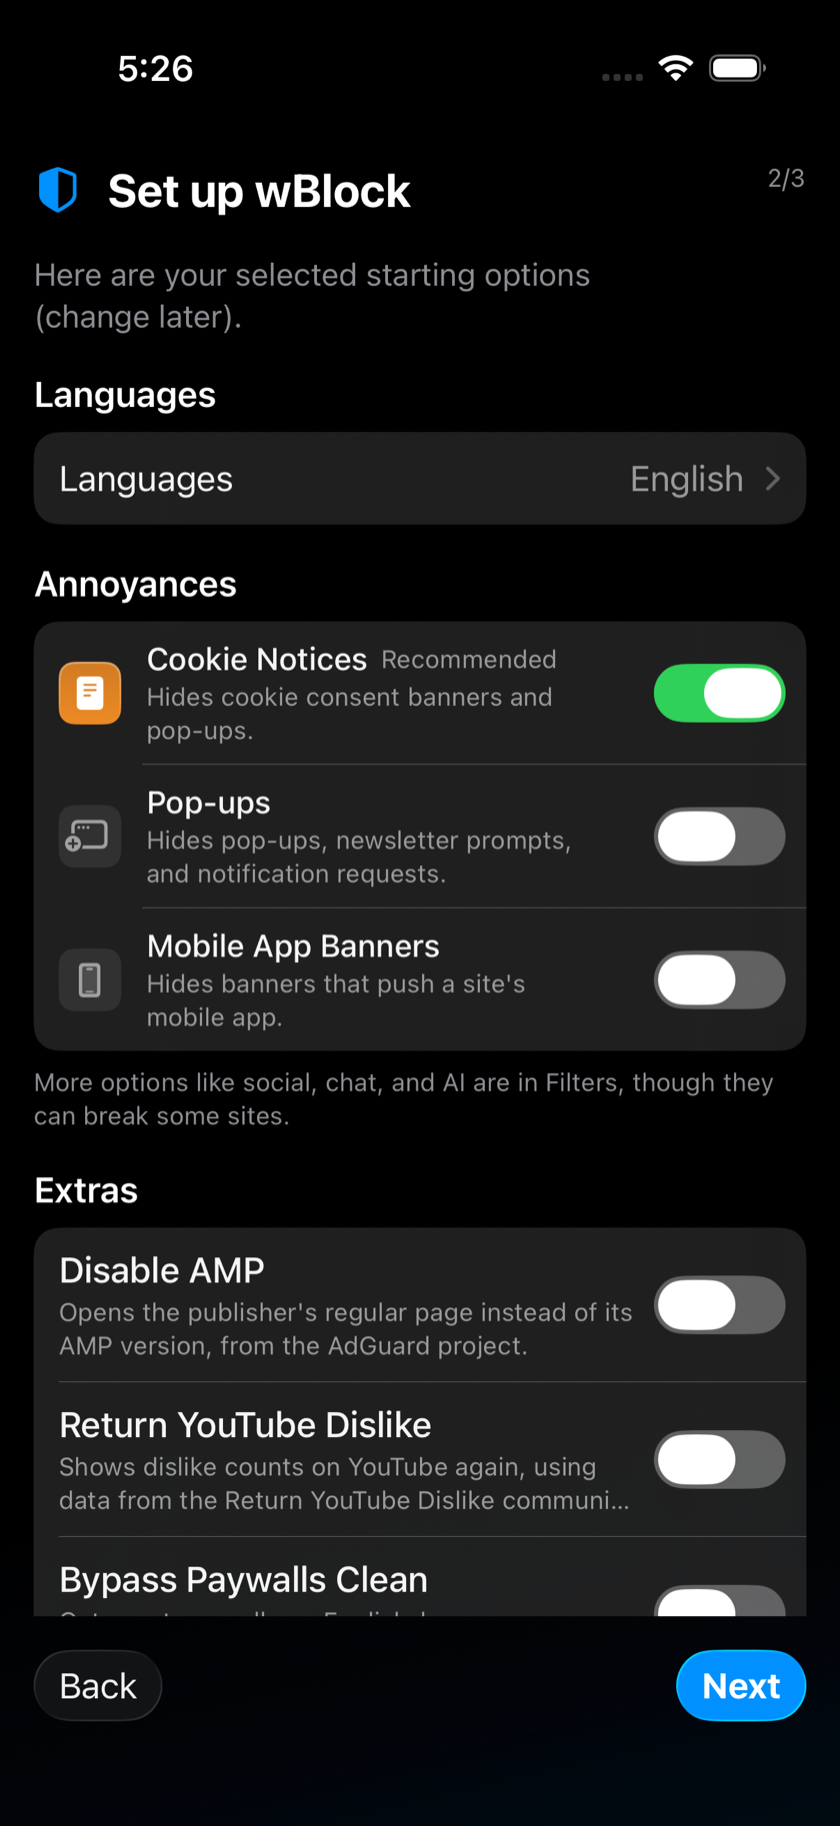 5:26
Set up wBlock
2/3
Here are your selected starting options
(change later).
Languages
Languages
English
Annoyances
Cookie Notices Recommended
Hides cookie consent banners and
pop-ups.
Pop-ups
Hides pop-ups, newsletter prompts,
and notification requests.
Mobile App Banners
Hides banners that push a site's
mobile app.
More options like social, chat, and AI are in Filters, though they
can break some sites.
Extras
Disable AMP
Opens the publisher's regular page instead of its
AMP version, from the AdGuard project.
Return YouTube Dislike
Shows dislike counts on YouTube again, using
data from the Return YouTube Dislike communi...
Bypass Paywalls Clean
Back
Next